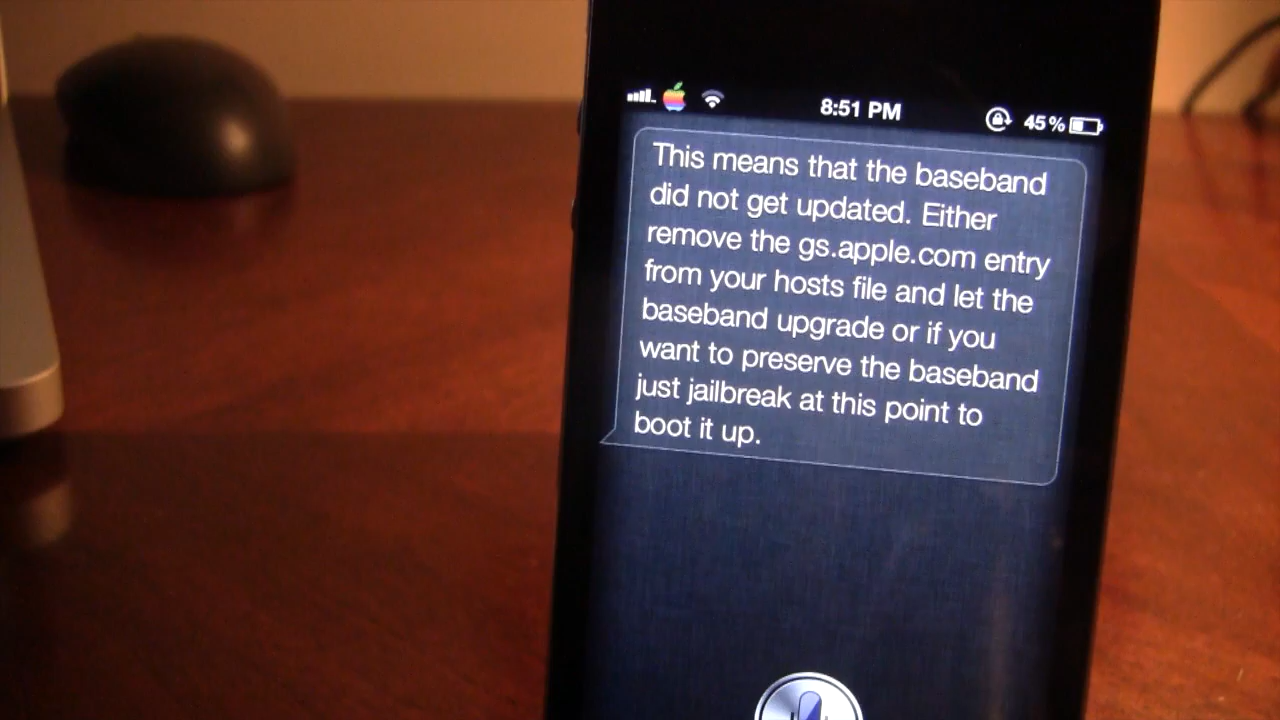 8:51 PM 45%
This means that the baseband
did not get updated. Either
remove the gs.apple.com entry
from your hosts file and let the
baseband upgrade or if you
want to preserve the baseband
just jailbreak at this point to
boot it up.